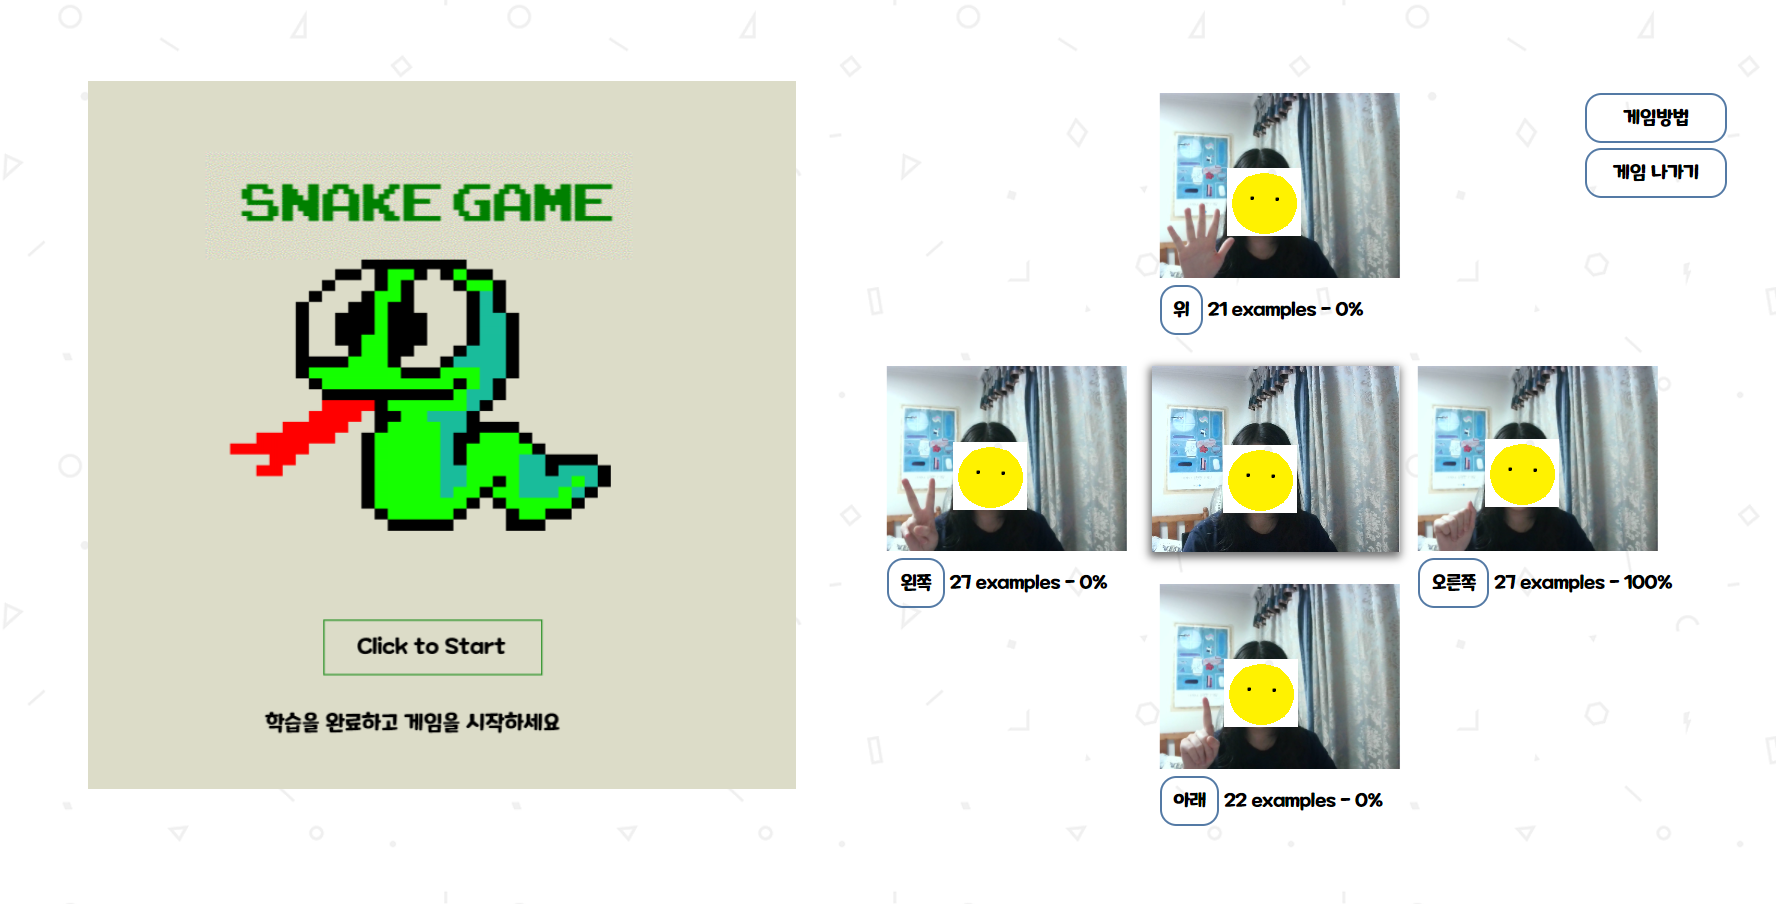 SNAKE GAME
Click to Start
학습을 완료하고 게임을 시작하세요
게임방법
게임 나가기
위 21 examples - 0%
왼쪽 27 examples - 0%
오른쪽 27 examples - 100%
아래 22 examples - 0%